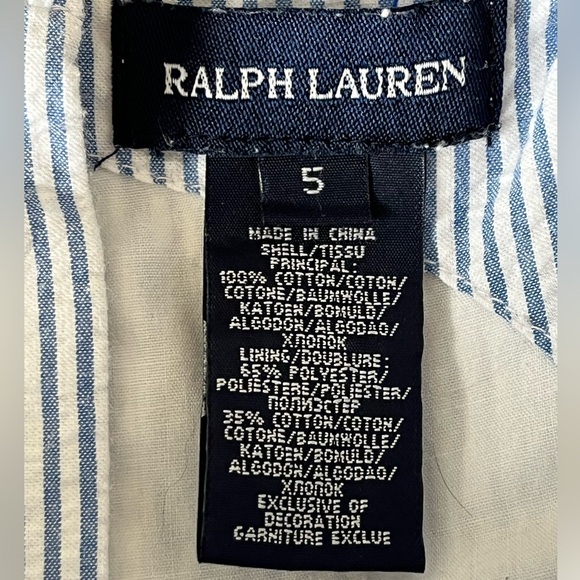 RALPH LAUREN
5
MADE IN CHINA
SHELL/TISSU
PRINCIPAL:
100% COTTON/COTON/
COTONE/BAUMWOLLE/
KATOEN/BOMULD/
ALGODON/ALGODAO/
ХЛОПОК
LINING/DOUBLURE:
65% POLYESTER/
POLIESTERE/POLIESTER/
ПОЛИЭСТЕР
35% COTTON/COTON/
COTONE/BAUMWOLLE/
KATOEN/BOMULD/
ALGODON/ALGODAO/
ХЛОПОК
EXCLUSIVE OF
DECORATION
GARNITURE EXCLUE